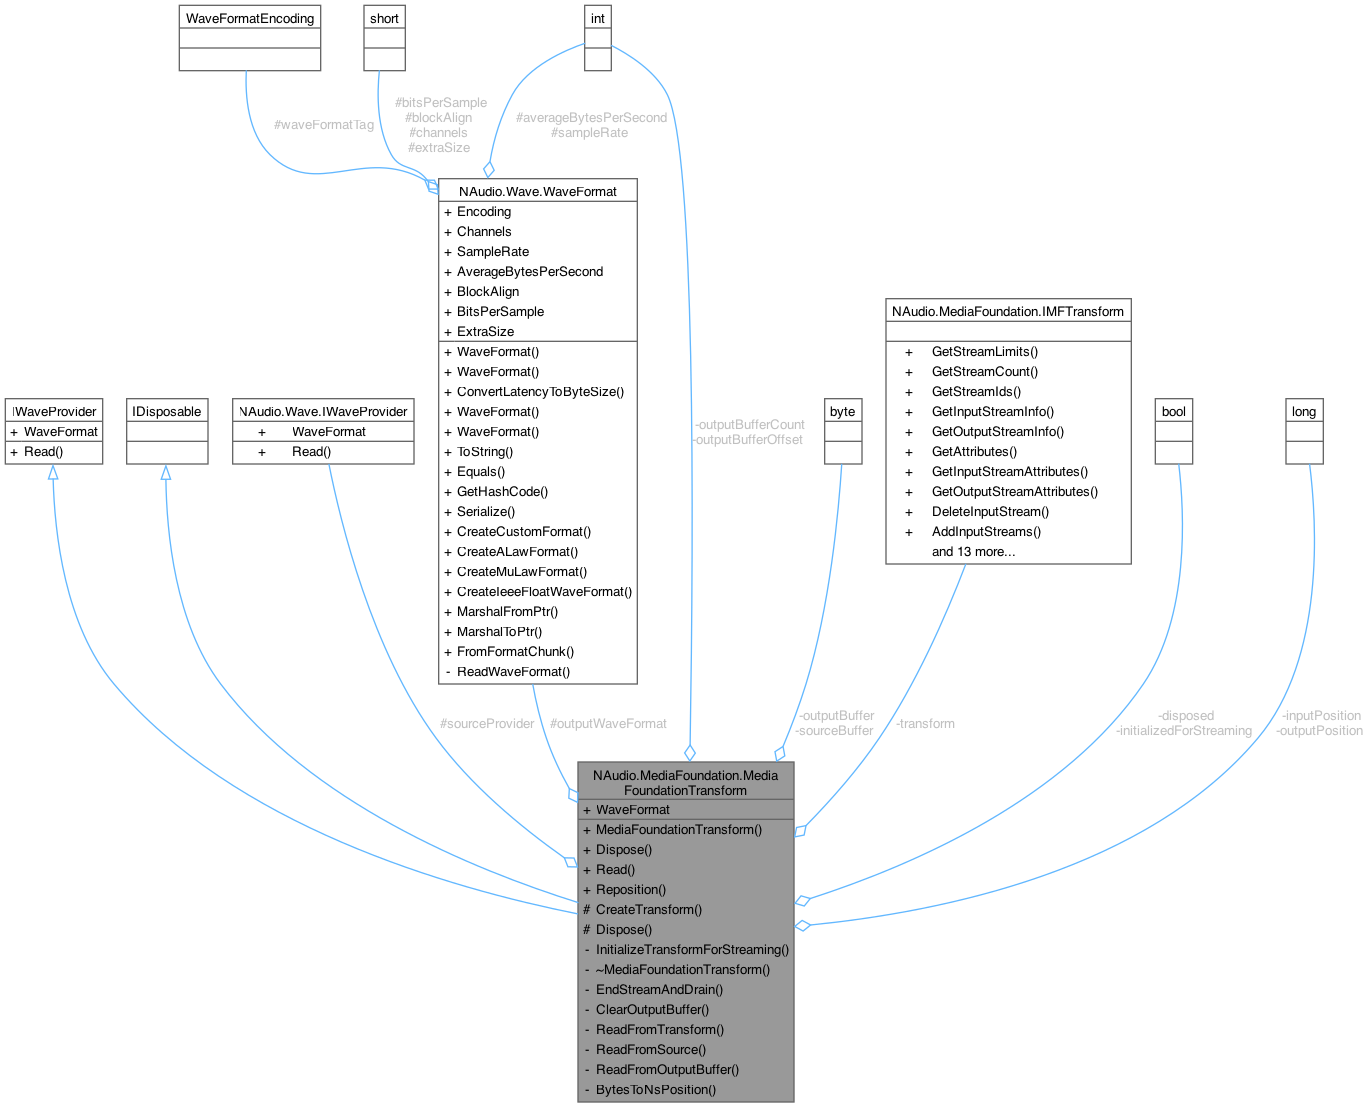 WaveFormatEncoding
short
int
#waveFormatTag
#bitsPerSample
#blockAlign
#channels
#extraSize
#averageBytesPerSecond
#sampleRate
NAudio.Wave.WaveFormat
+ Encoding
+ Channels
+ SampleRate
+ AverageBytesPerSecond
+ BlockAlign
+ BitsPerSample
+ ExtraSize
+ WaveFormat()
+ WaveFormat()
+ ConvertLatencyToByteSize()
+ WaveFormat()
+ WaveFormat()
+ ToString()
+ Equals()
+ GetHashCode()
+ Serialize()
+ CreateCustomFormat()
+ CreateALawFormat()
+ CreateMuLawFormat()
+ CreateIeeeFloatWaveFormat()
+ MarshalFromPtr()
+ MarshalToPtr()
+ FromFormatChunk()
- ReadWaveFormat()
NAudio.MediaFoundation.IMFTransform
+ GetStreamLimits()
+ GetStreamCount()
+ GetStreamIds()
+ GetInputStreamInfo()
+ GetOutputStreamInfo()
+ GetAttributes()
+ GetInputStreamAttributes()
+ GetOutputStreamAttributes()
+ DeleteInputStream()
+ AddInputStreams()
and 13 more...
IWaveProvider
+ WaveFormat
+ Read()
IDisposable
NAudio.Wave.IWaveProvider
+ WaveFormat
+ Read()
-outputBufferCount
-outputBufferOffset
byte
bool
long
#sourceProvider
#outputWaveFormat
-outputBuffer
-sourceBuffer
-transform
-disposed
-initializedForStreaming
-inputPosition
-outputPosition
NAudio.MediaFoundation.Media
FoundationTransform
+ WaveFormat
+ MediaFoundationTransform()
+ Dispose()
+ Read()
+ Reposition()
# CreateTransform()
# Dispose()
- InitializeTransformForStreaming()
- ~MediaFoundationTransform()
- EndStreamAndDrain()
- ClearOutputBuffer()
- ReadFromTransform()
- ReadFromSource()
- ReadFromOutputBuffer()
- BytesToNsPosition()